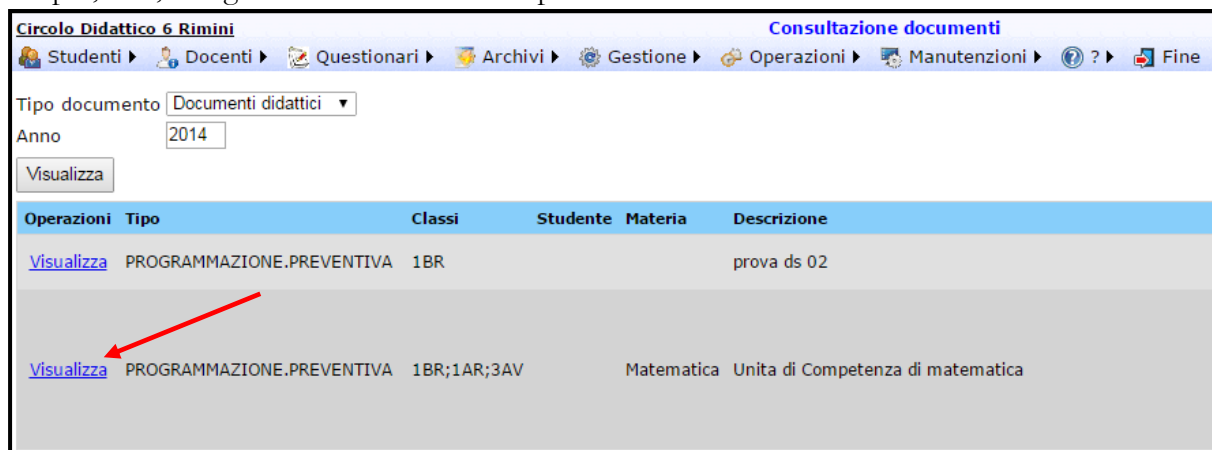 Circolo Didattico 6 Rimini Consultazione documenti
Studenti Docenti Questionari Archivi Gestione Operazioni Manutenzioni ? Fine
Tipo documento Documenti didattici
Anno 2014
Visualizza
Operazioni Tipo Classi Studente Materia Descrizione
Visualizza PROGRAMMAZIONE.PREVENTIVA 1BR prova ds 02
Visualizza PROGRAMMAZIONE.PREVENTIVA 1BR;1AR;3AV Matematica Unita di Competenza di matematica